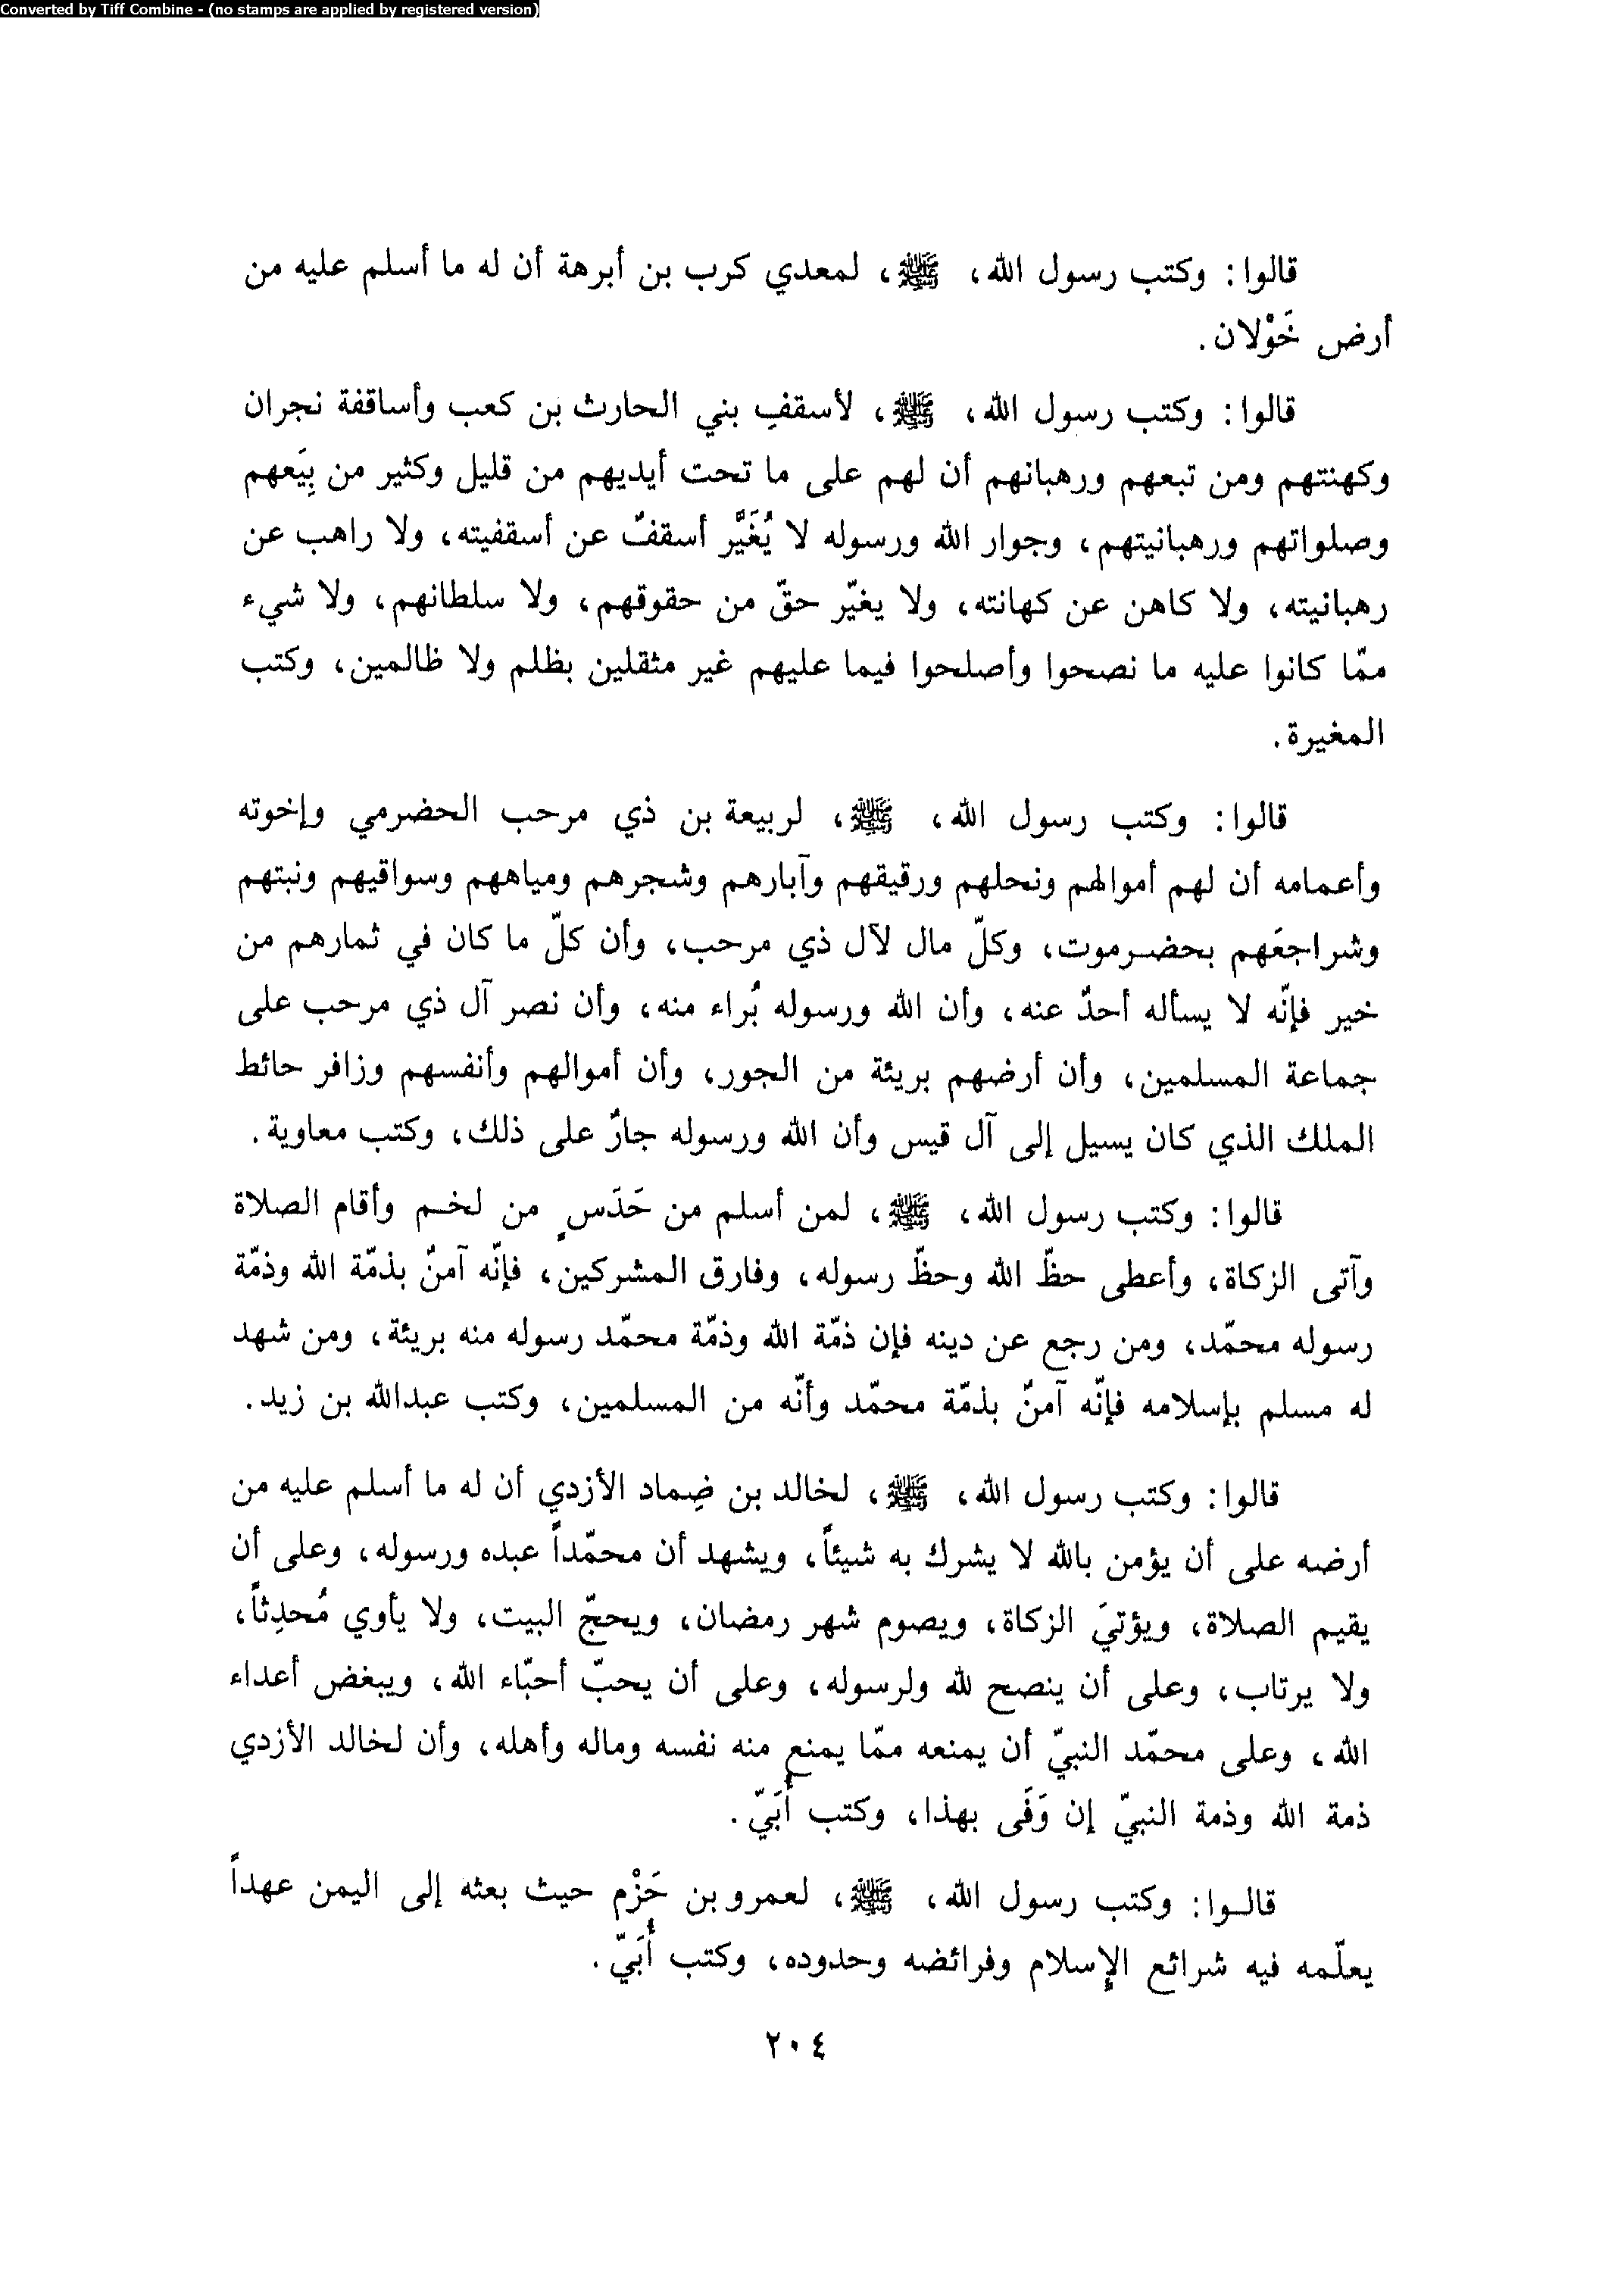 Converted by Tiff Combine - (no stamps are applied by registered version)
قالوا: وكتب رسول الله، ﷺ، لمعدي كرب بن أبرهة أن له ما أسلم عليه من
أرض خَوْلان.
قالوا: وكتب رسول الله، ﷺ، لأسقفِ بني الحارث بن كعب وأساقفة نجران
وكهنتهم ومن تبعهم ورهبانهم أن لهم على ما تحت أيديهم من قليل وكثير من بِيَعهم
وصلواتهم ورهبانيتهم، وجوار الله ورسوله لا يُغَيَّر أسقفٌ عن أسقفيته، ولا راهب عن
رهبانيته، ولا كاهن عن كهانته، ولا يغيّر حقّ من حقوقهم، ولا سلطانهم، ولا شيء
ممّا كانوا عليه ما نصحوا وأصلحوا فيما عليهم غير مثقلين بظلم ولا ظالمين، وكتب
المغيرة.
قالوا: وكتب رسول الله، ﷺ، لربيعة بن ذي مرحب الحضرمي وإخوته
وأعمامه أن لهم أموالهم ونحلهم ورقيقهم وآبارهم وشجرهم ومياههم وسواقيهم ونبتهم
وشراجعَهم بحضرموت، وكلّ مال لآل ذي مرحب، وأن كلّ ما كان في ثمارهم من
خير فإنّه لا يسأله أحدٌ عنه، وأن الله ورسوله بُراء منه، وأن نصر آل ذي مرحب على
جماعة المسلمين، وأن أرضهم بريئة من الجور، وأن أموالهم وأنفسهم وزافر حائط
الملك الذي كان يسيل إلى آل قيس وأن الله ورسوله جارٌ على ذلك، وكتب معاوية.
قالوا: وكتب رسول الله، ﷺ، لمن أسلم من حَدَسٍ من لخم وأقام الصلاة
وآتى الزكاة، وأعطى حظّ الله وحظّ رسوله، وفارق المشركين، فإنّه آمنٌ بذمّة الله وذمّة
رسوله محمّد، ومن رجع عن دينه فإن ذمّة الله وذمّة محمّد رسوله منه بريئة، ومن شهد
له مسلم بإسلامه فإنّه آمنٌ بذمّة محمّد وأنّه من المسلمين، وكتب عبدالله بن زيد.
قالوا: وكتب رسول الله، ﷺ، لخالد بن ضِماد الأزدي أن له ما أسلم عليه من
أرضه على أن يؤمن بالله لا يشرك به شيئاً، ويشهد أن محمّداً عبده ورسوله، وعلى أن
يقيم الصلاة، ويؤتيَ الزكاة، ويصوم شهر رمضان، ويحجّ البيت، ولا يأوي مُحدِثاً،
ولا يرتاب، وعلى أن ينصح لله ولرسوله، وعلى أن يحبّ أحبّاء الله، ويبغض أعداء
الله، وعلى محمّد النبيّ أن يمنعه ممّا يمنع منه نفسه وماله وأهله، وأن لخالد الأزدي
ذمة الله وذمة النبيّ إن وَفَى بهذا، وكتب أُبَيّ.
قالوا: وكتب رسول الله، ﷺ، لعمرو بن حَزْم حيث بعثه إلى اليمن عهداً
يعلّمه فيه شرائع الإسلام وفرائضه وحدوده، وكتب أُبَيّ.
٢٠٤